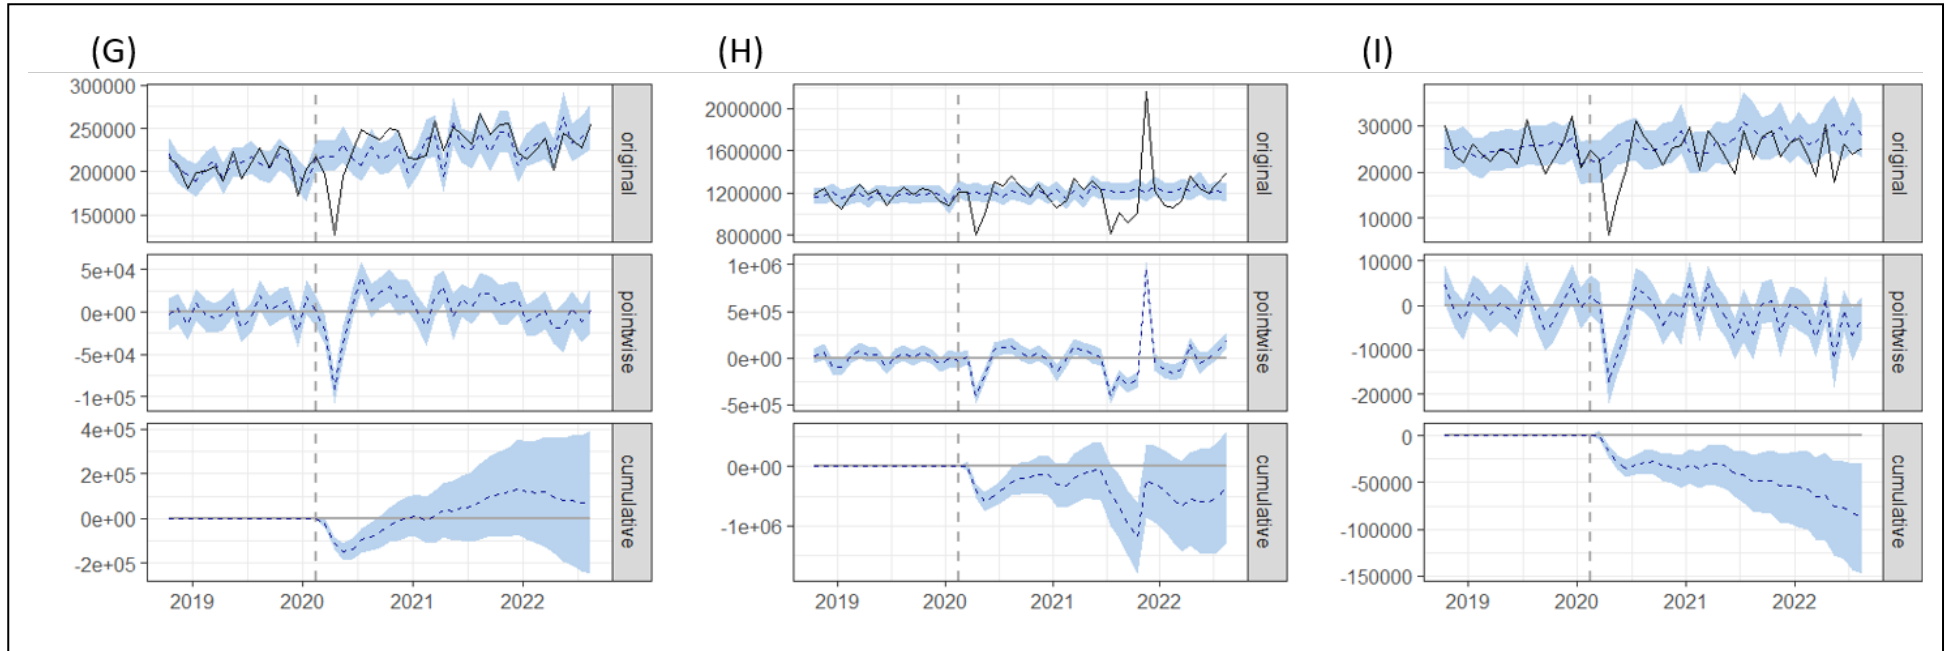 (G)
300000
250000
200000
150000
original
5e+04
0e+00
-5e+04
-1e+05
pointwise
4e+05
2e+05
0e+00
-2e+05
cumulative
2019 2020 2021 2022
(H)
2000000
1600000
1200000
800000
original
1e+06
5e+05
0e+00
-5e+05
pointwise
0e+00
-1e+06
cumulative
2019 2020 2021 2022
(I)
30000
20000
10000
original
10000
0
-10000
-20000
pointwise
0
-50000
-100000
-150000
cumulative
2019 2020 2021 2022